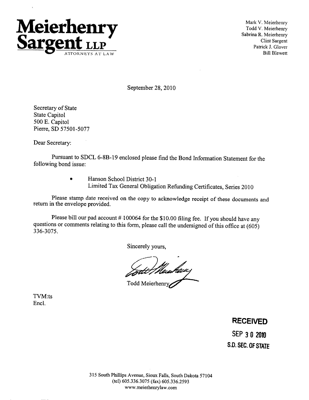 Meierhenry
Sargent LLP
ATTORNEYS AT LAW
Mark V. Meierhenry
Todd V. Meierhenry
Sabrina R. Meierhenry
Clint Sargent
Patrick J. Glover
Bill Blewett
September 28, 2010
Secretary of State
State Capitol
500 E. Capitol
Pierre, SD 57501-5077
Dear Secretary:
Pursuant to SDCL 6-8B-19 enclosed please find the Bond Information Statement for the
following bond issue:
• Hanson School District 30-1
Limited Tax General Obligation Refunding Certificates, Series 2010
Please stamp date received on the copy to acknowledge receipt of these documents and
return in the envelope provided.
Please bill our pad account # 100064 for the $10.00 filing fee. If you should have any
questions or comments relating to this form, please call the undersigned of this office at (605)
336-3075.
Sincerely yours,
Todd Meierhenry
Todd Meierhenry
TVM:ts
Encl.
RECEIVED
SEP 30 2010
S.D. SEC. OF STATE
315 South Phillips Avenue, Sioux Falls, South Dakota 57104
(tel) 605.336.3075 (fax) 605.336.2593
www.meierhenrylaw.com